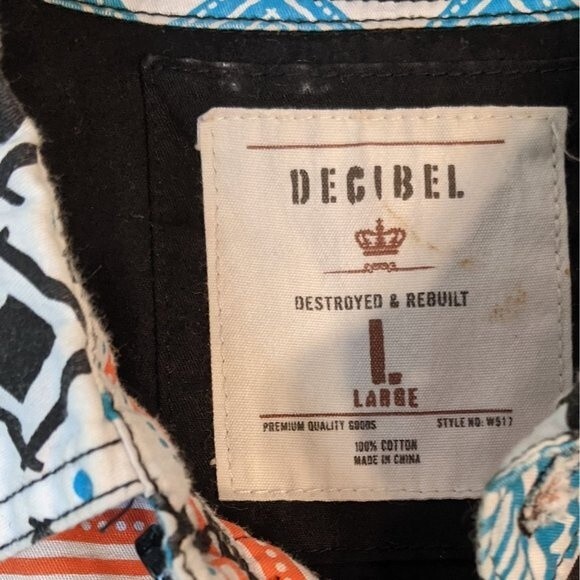 DECIBEL
DESTROYED & REBUILT
L
LARGE
PREMIUM QUALITY GOODS STYLE NO: W517
100% COTTON
MADE IN CHINA